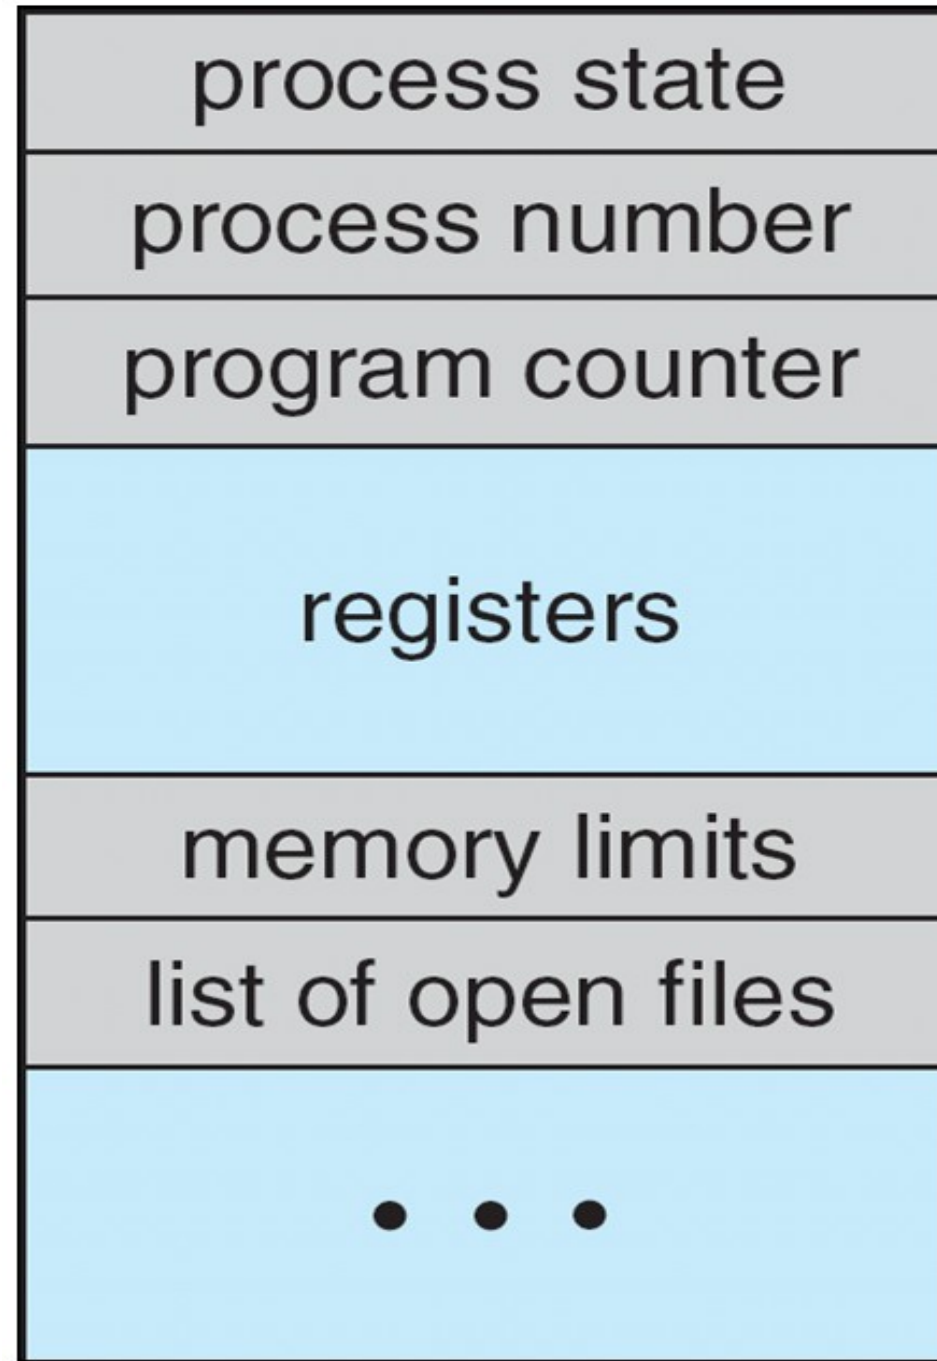 process state
process number
program counter
registers
memory limits
list of open files
• • •